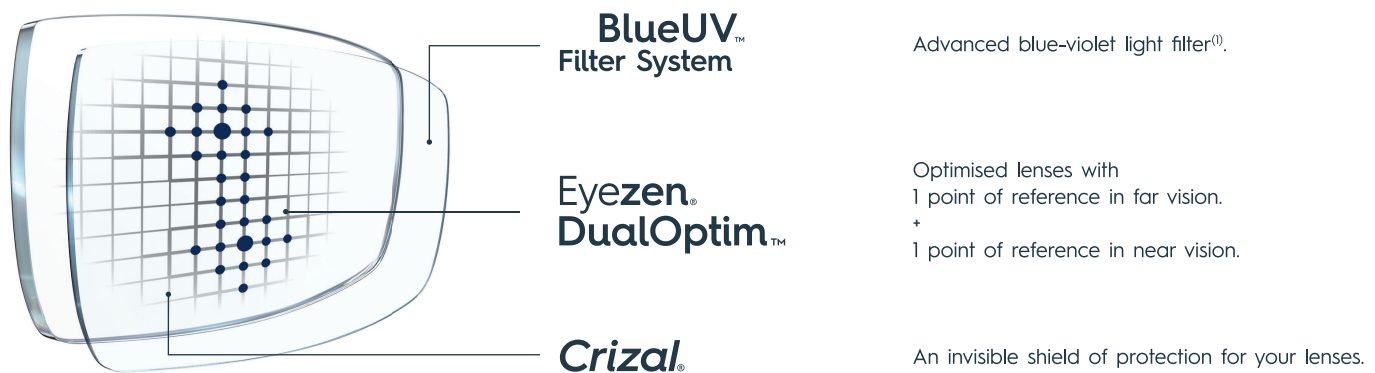 BlueUV™
Filter System
Advanced blue-violet light filter⁽¹⁾.
Eyezen®
DualOptim™
Optimised lenses with
1 point of reference in far vision.
+
1 point of reference in near vision.
Crizal®
An invisible shield of protection for your lenses.